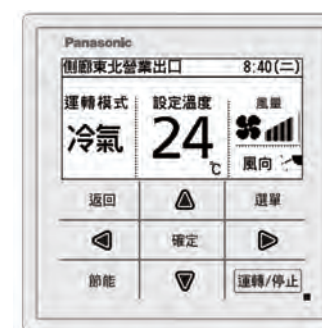 Panasonic
側廳東北營業出口 8:40(二)
運轉模式 設定溫度 風量
冷氣 24 ℃
風向
返回 選單
確定
節能 運轉/停止